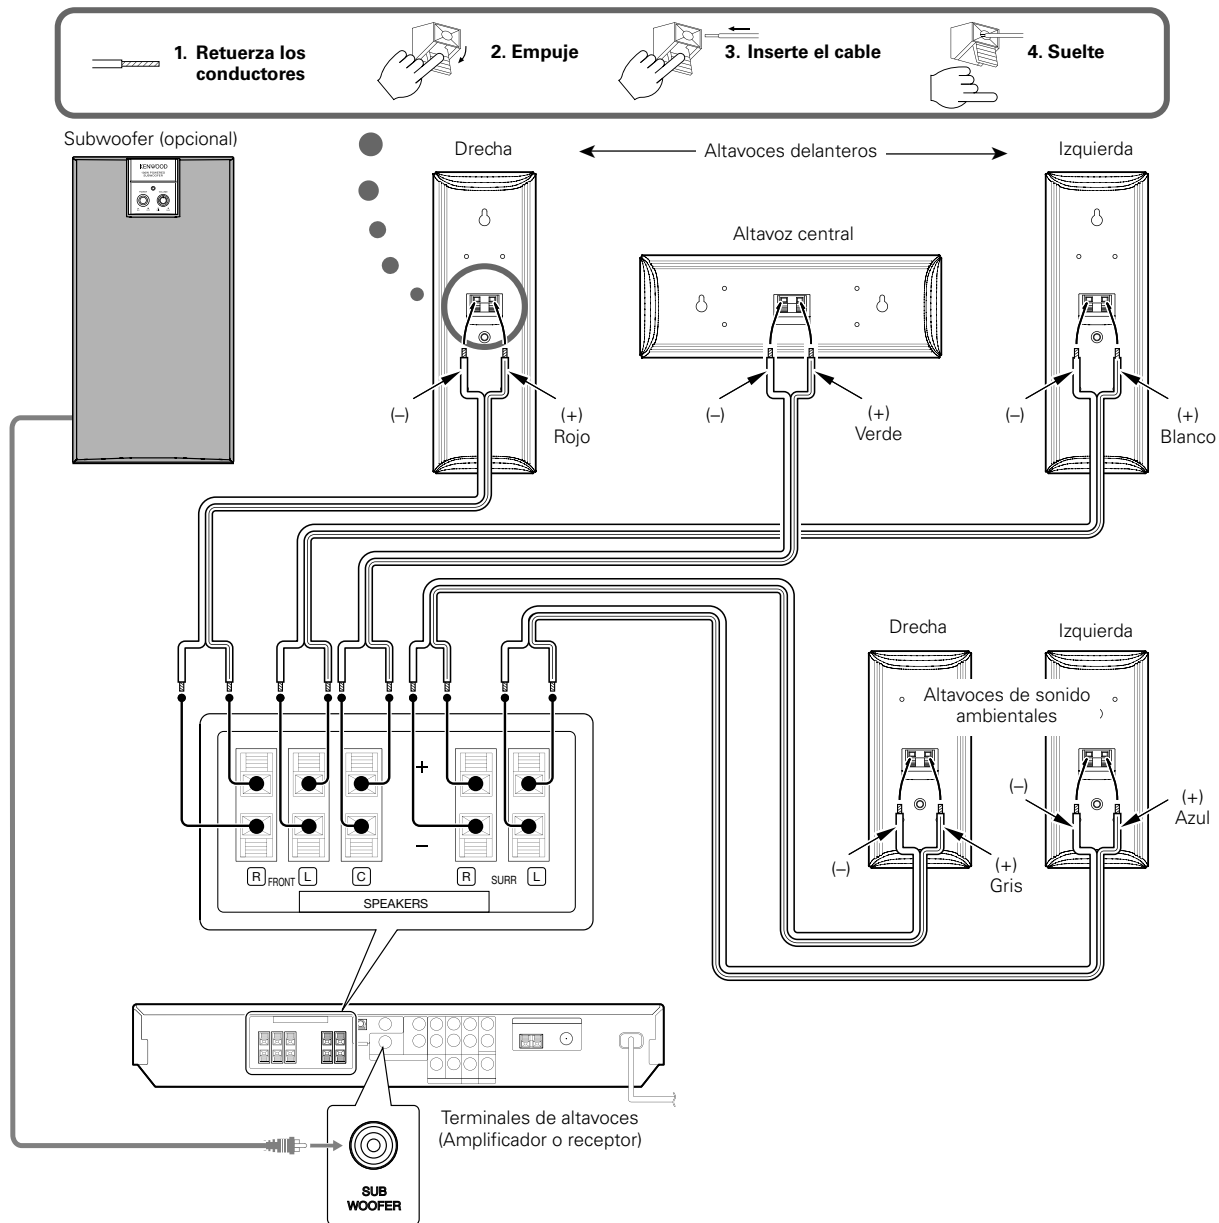 1. Retuerza los
conductores
2. Empuje
3. Inserte el cable
4. Suelte
Subwoofer (opcional)
KENWOOD
SUBWOOFER
Drecha
Altavoces delanteros
Izquierda
Altavoz central
(–)
(+)
Rojo
(–)
(+)
Verde
(–)
(+)
Blanco
Drecha
Izquierda
Altavoces de sonido
ambientales
(–)
(+)
Gris
(–)
(+)
Azul
+
–
R FRONT L C R SURR L
SPEAKERS
Terminales de altavoces
(Amplificador o receptor)
SUB
WOOFER